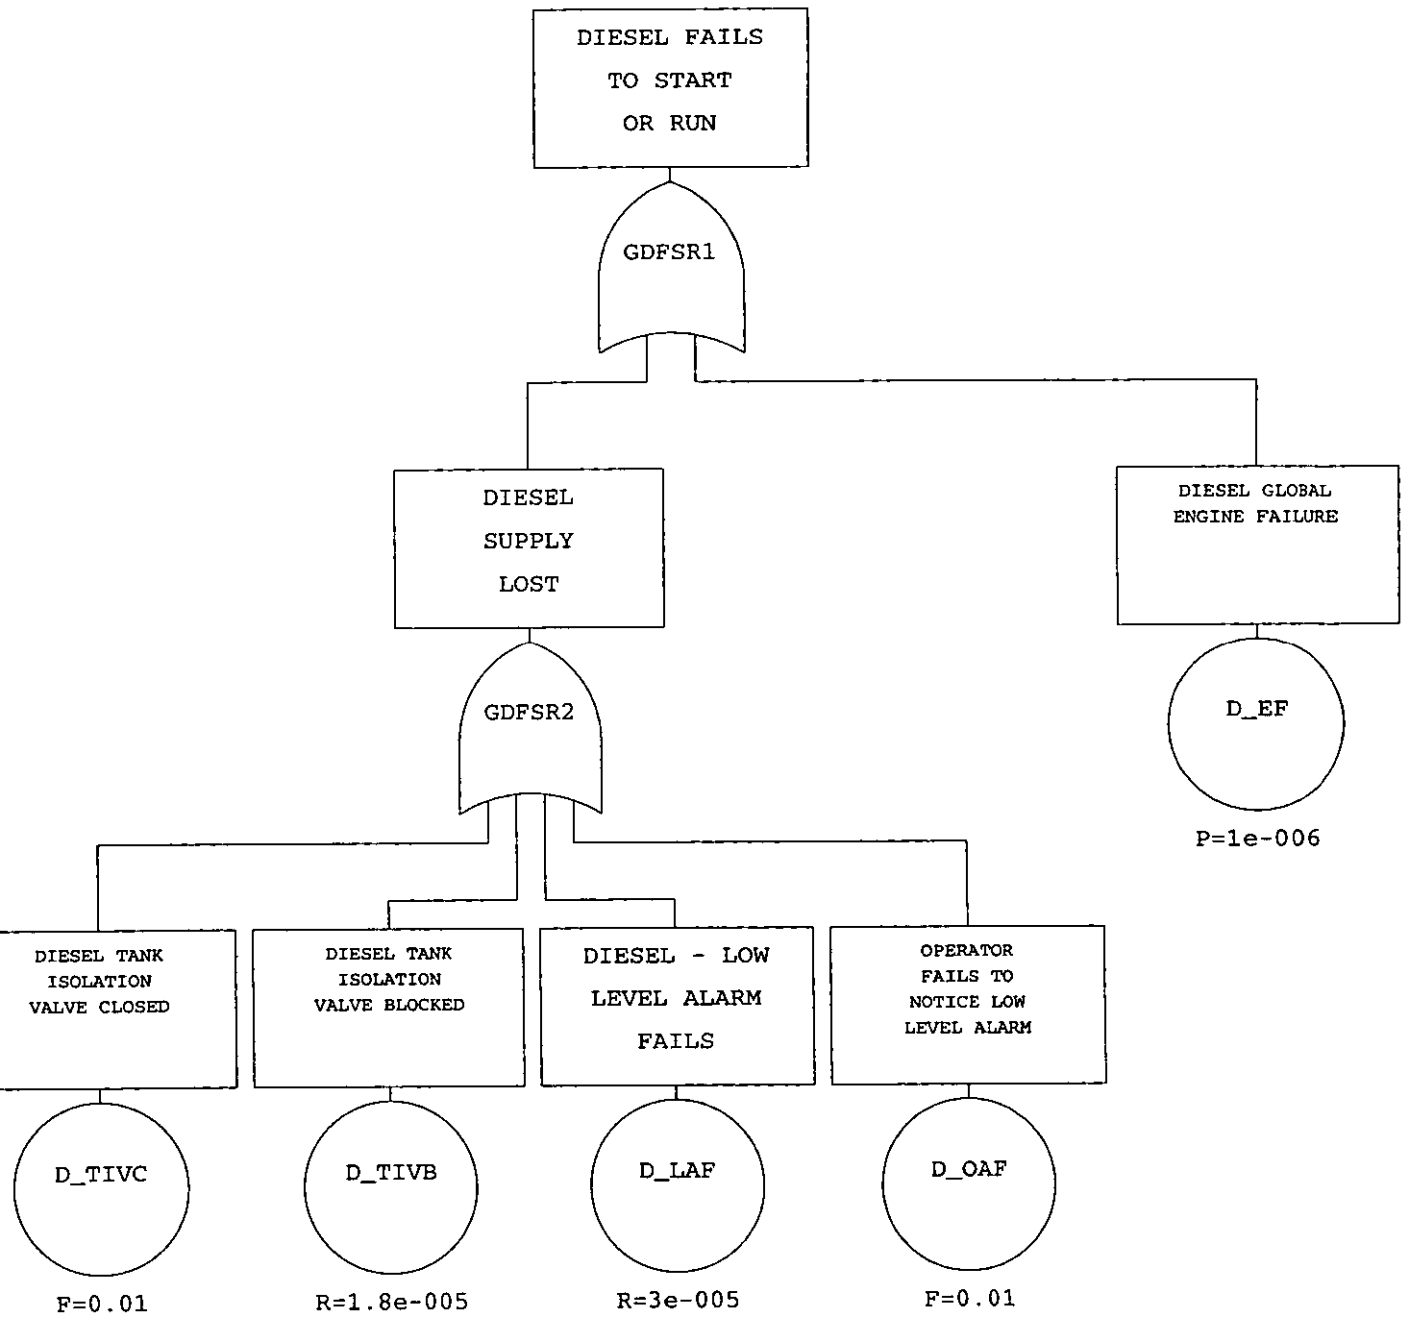 DIESEL FAILS
TO START
OR RUN
GDFSR1
DIESEL
SUPPLY
LOST
DIESEL GLOBAL
ENGINE FAILURE
GDFSR2
D_EF
P=1e-006
DIESEL TANK
ISOLATION
VALVE CLOSED
DIESEL TANK
ISOLATION
VALVE BLOCKED
DIESEL - LOW
LEVEL ALARM
FAILS
OPERATOR
FAILS TO
NOTICE LOW
LEVEL ALARM
D_TIVC
D_TIVB
D_LAF
D_OAF
F=0.01
R=1.8e-005
R=3e-005
F=0.01